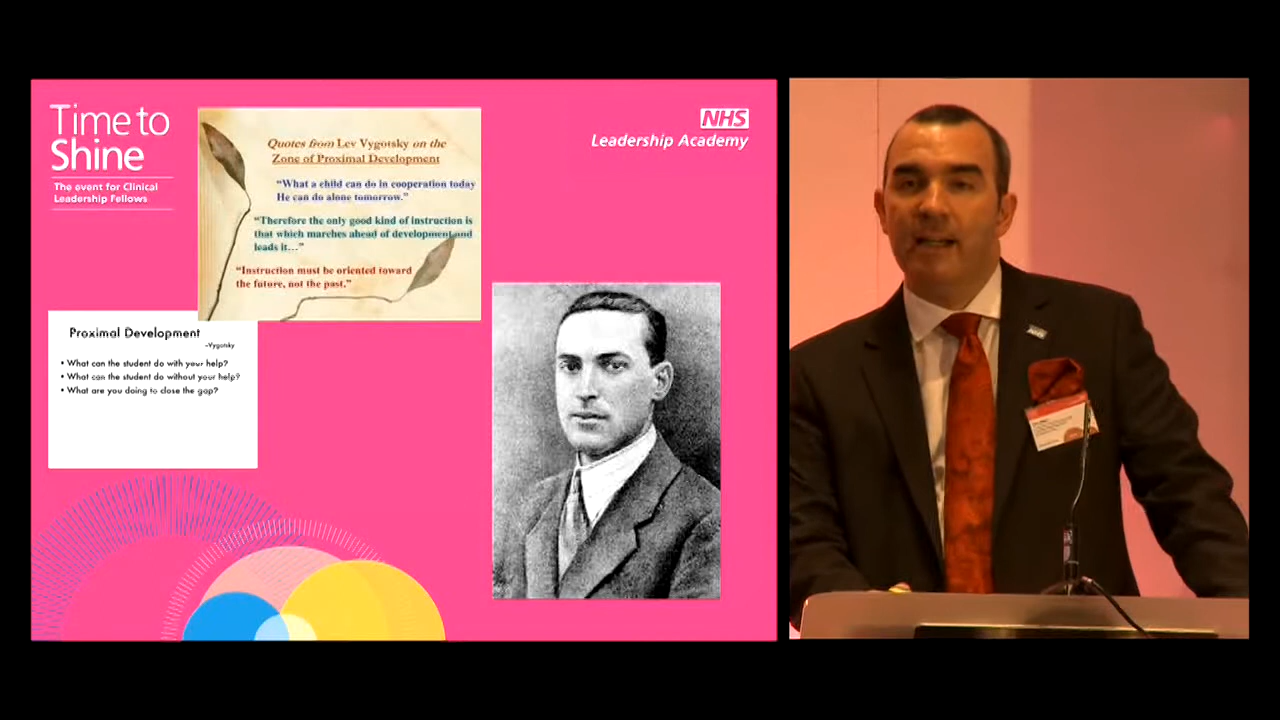 Time to
Shine
The event for Clinical
Leadership Fellows
Quotes from Lev Vygotsky on the
Zone of Proximal Development
“What a child can do in cooperation today
He can do alone tomorrow.”
“Therefore the only good kind of instruction is
that which marches ahead of development and
leads it…”
“Instruction must be oriented toward
the future, not the past.”
NHS
Leadership Academy
Proximal Development
-Vygotsky
• What can the student do with your help?
• What can the student do without your help?
• What are you doing to close the gap?
NHS